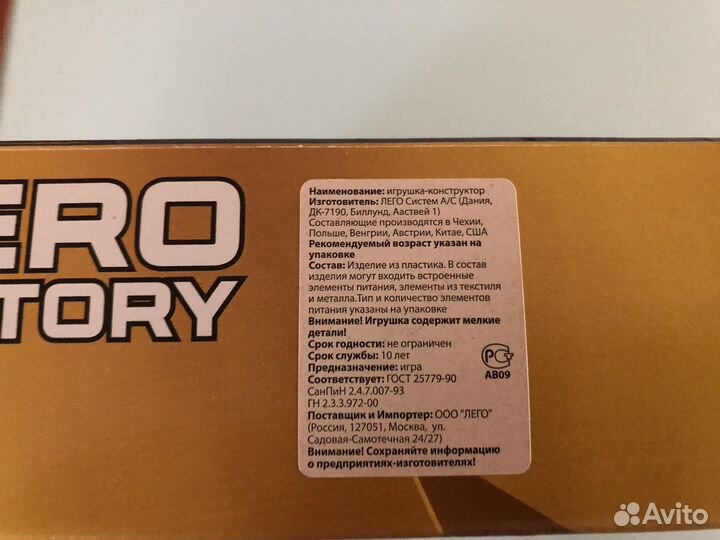 ERO
TORY
Наименование: игрушка-конструктор
Изготовитель: ЛЕГО Систем А/С (Дания,
ДК-7190, Биллунд,Ааствей 1)
Составляющие производятся в Чехии,
Польше, Венгрии, Австрии, Китае, США
Рекомендуемый возраст указан на
упаковке
Состав: Изделие из пластика. В состав
изделия могут входить встроенные
элементы питания, элементы из текстиля
и металла.Тип и количество элементов
питания указаны на упаковке
Внимание! Игрушка содержит мелкие
детали!
Срок годности: не ограничен
Срок службы: 10 лет
Предназначение: игра
Соответствует: ГОСТ 25779-90
СанПиН 2.4.7.007-93
ГН 2.3.3.972-00
РСТ
АВ09
Поставщик и Импортер: ООО "ЛЕГО"
(Россия, 127051, Москва, ул.
Садовая-Самотечная 24/27)
Внимание! Сохраняйте информацию
о предприятиях-изготовителях!
Avito